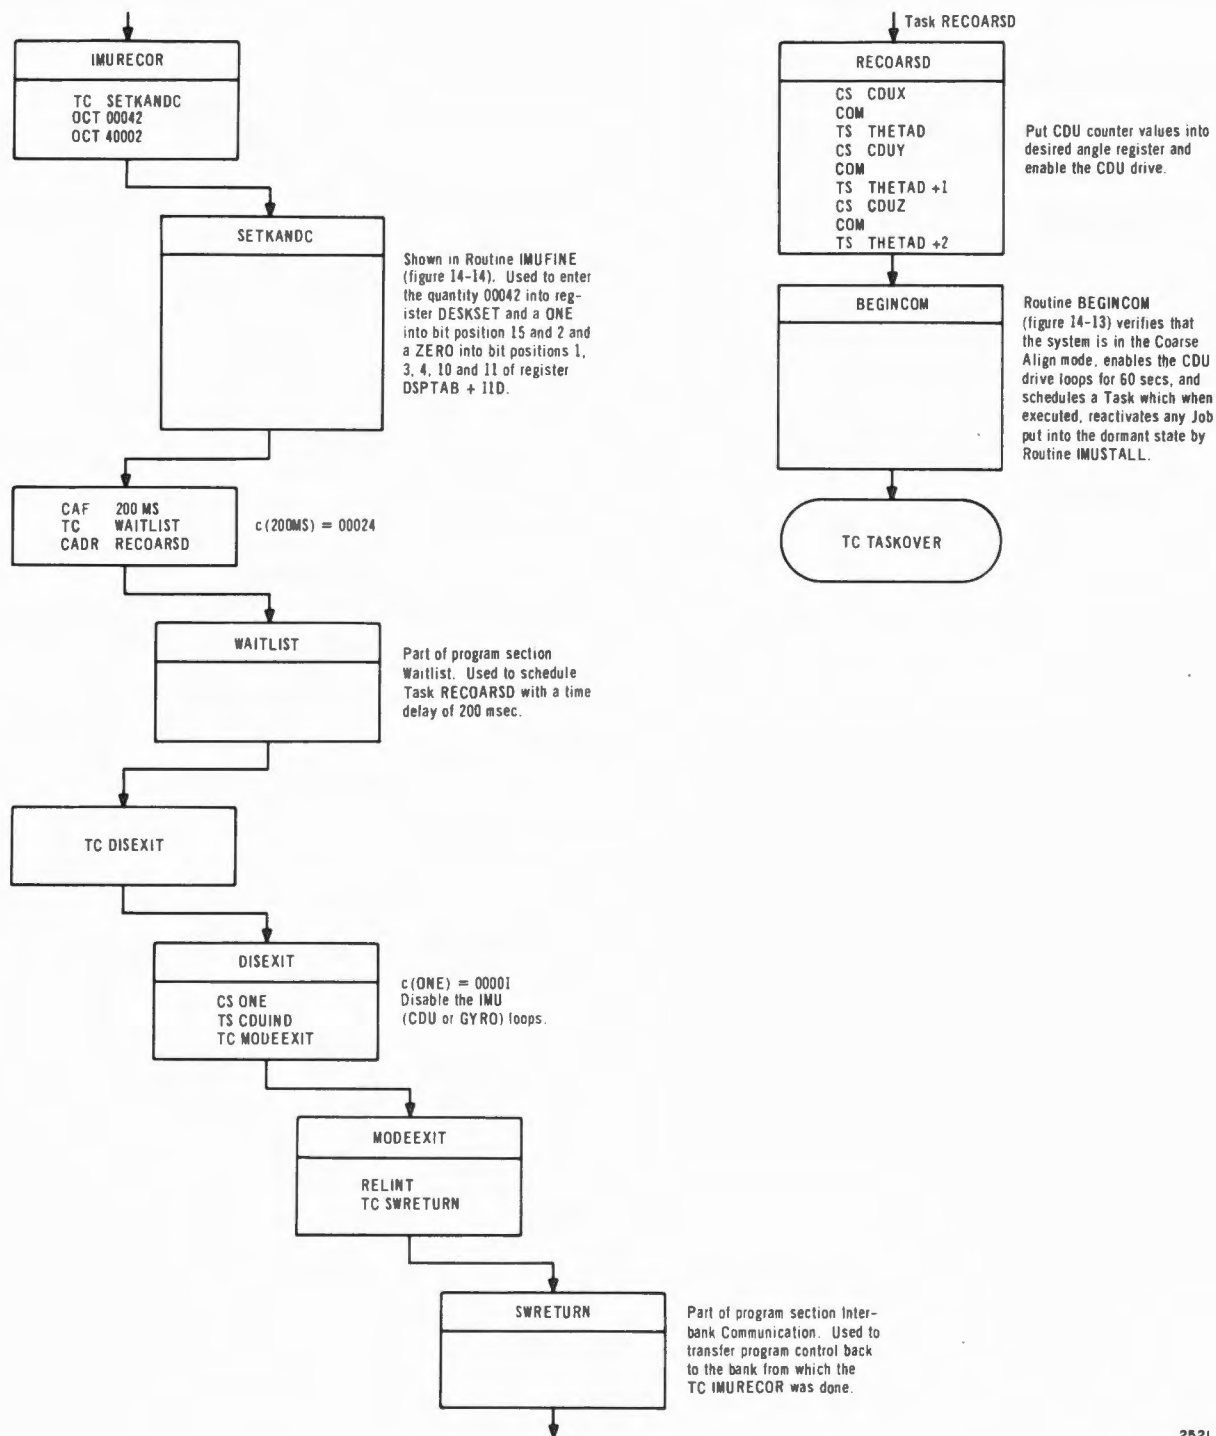 IMURECOR
TC SETKANDC
OCT 00042
OCT 40002
SETKANDC
Shown in Routine IMUFINE
(figure 14-14). Used to enter
the quantity 00042 into reg-
ister DESKSET and a ONE
into bit position 15 and 2 and
a ZERO into bit positions 1,
3, 4, 10 and 11 of register
DSPTAB + 11D.
CAF 200 MS
TC WAITLIST
CADR RECOARSD
c(200MS) = 00024
WAITLIST
Part of program section
Waitlist. Used to schedule
Task RECOARSD with a time
delay of 200 msec.
TC DISEXIT
DISEXIT
CS ONE
TS CDUIND
TC MODEEXIT
c(ONE) = 00001
Disable the IMU
(CDU or GYRO) loops.
MODEEXIT
RELINT
TC SWRETURN
SWRETURN
Part of program section Inter-
bank Communication. Used to
transfer program control back
to the bank from which the
TC IMURECOR was done.
Task RECOARSD
RECOARSD
CS CDUX
COM
TS THETAD
CS CDUY
COM
TS THETAD +1
CS CDUZ
COM
TS THETAD +2
Put CDU counter values into
desired angle register and
enable the CDU drive.
BEGINCOM
Routine BEGINCOM
(figure 14-13) verifies that
the system is in the Coarse
Align mode, enables the CDU
drive loops for 60 secs, and
schedules a Task which when
executed, reactivates any Job
put into the dormant state by
Routine IMUSTALL.
TC TASKOVER
2521